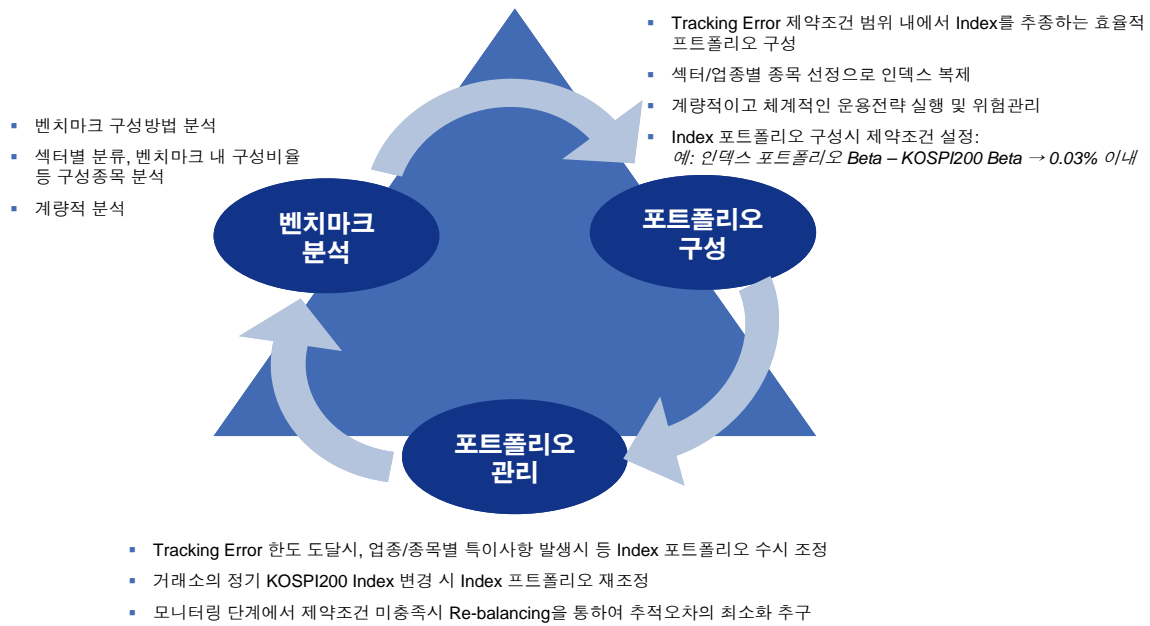 ▪ Tracking Error 제약조건 범위 내에서 Index를 추종하는 효율적
프트폴리오 구성
▪ 섹터/업종별 종목 선정으로 인덱스 복제
▪ 계량적이고 체계적인 운용전략 실행 및 위험관리
▪ Index 포트폴리오 구성시 제약조건 설정:
예: 인덱스 포트폴리오 Beta – KOSPI200 Beta → 0.03% 이내
▪ 벤치마크 구성방법 분석
▪ 섹터별 분류, 벤치마크 내 구성비율
등 구성종목 분석
▪ 계량적 분석
벤치마크
분석
포트폴리오
구성
포트폴리오
관리
▪ Tracking Error 한도 도달시, 업종/종목별 특이사항 발생시 등 Index 포트폴리오 수시 조정
▪ 거래소의 정기 KOSPI200 Index 변경 시 Index 프트폴리오 재조정
▪ 모니터링 단계에서 제약조건 미충족시 Re-balancing을 통하여 추적오차의 최소화 추구